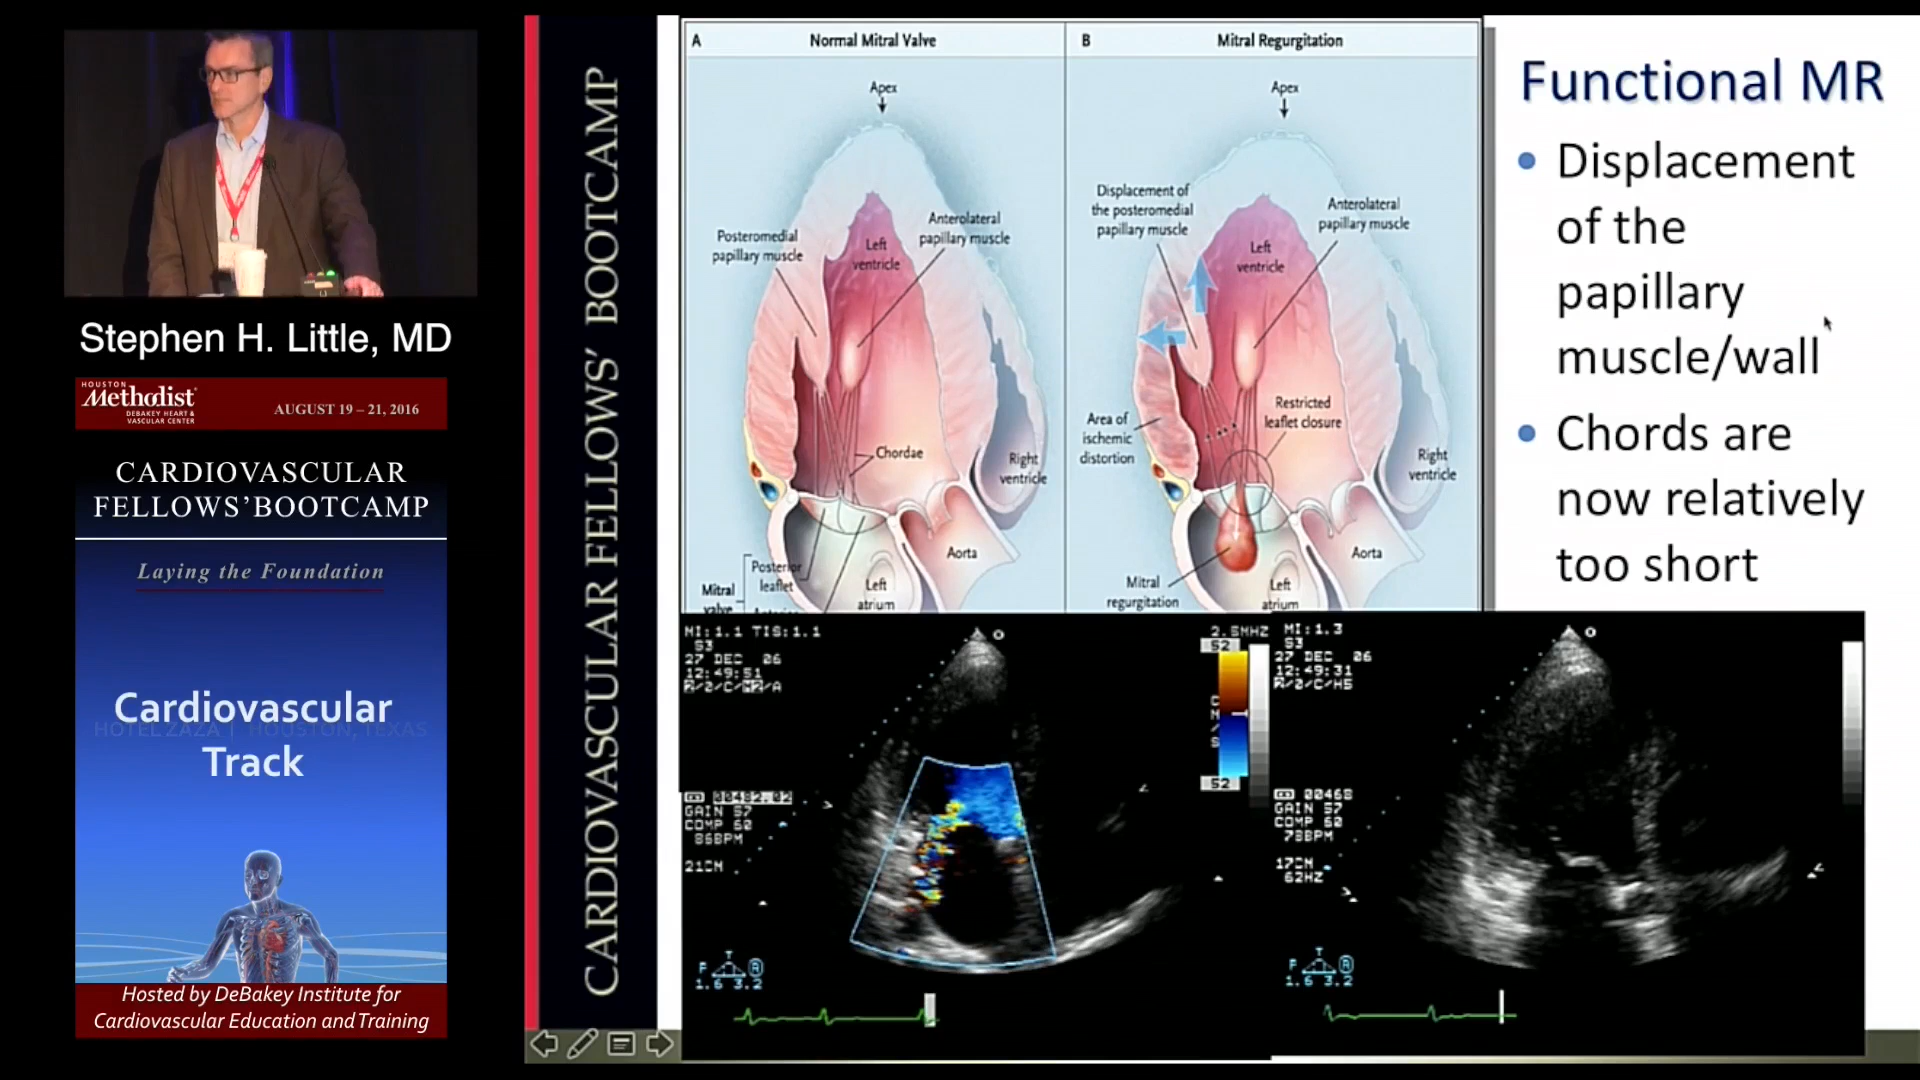 Stephen H. Little, MD
HOUSTON
Methodist
DEBAKEY HEART &
VASCULAR CENTER
AUGUST 19 – 21, 2016
CARDIOVASCULAR
FELLOWS'BOOTCAMP
Laying the Foundation
Cardiovascular
HOTEL ZAZA | HOUSTON, TEXAS
Track
Hosted by DeBakey Institute for
Cardiovascular Education and Training
CARDIOVASCULAR FELLOWS' BOOTCAMP
A
Normal Mitral Valve
Apex
Posteromedial
papillary muscle
Left
ventricle
Anterolateral
papillary muscle
Chordae
Right
ventricle
Aorta
Posterior
leaflet
Mitral
valve
Left
atrium
B
Mitral Regurgitation
Apex
Displacement of
the posteromedial
papillary muscle
Left
ventricle
Anterolateral
papillary muscle
Restricted
leaflet closure
Area of
ischemic
distortion
Right
ventricle
Aorta
Mitral
regurgitation
Left
atrium
Functional MR
• Displacement
of the
papillary
muscle/wall
• Chords are
now relatively
too short
MI:1.1 TIS:1.1
S3
27 DEC 06
12:49:51
2/0/C/M2/A
GAIN 57
COMP 60
86BPM
21CM
P T R
1.6 3.2
2.5MHZ
52
C
M
/
S
52
MI:1.3
S3
27 DEC 06
12:49:31
2/0/C/H5
00468
GAIN 57
COMP 60
78BPM
17CM
62HZ
P T R
1.6 3.2